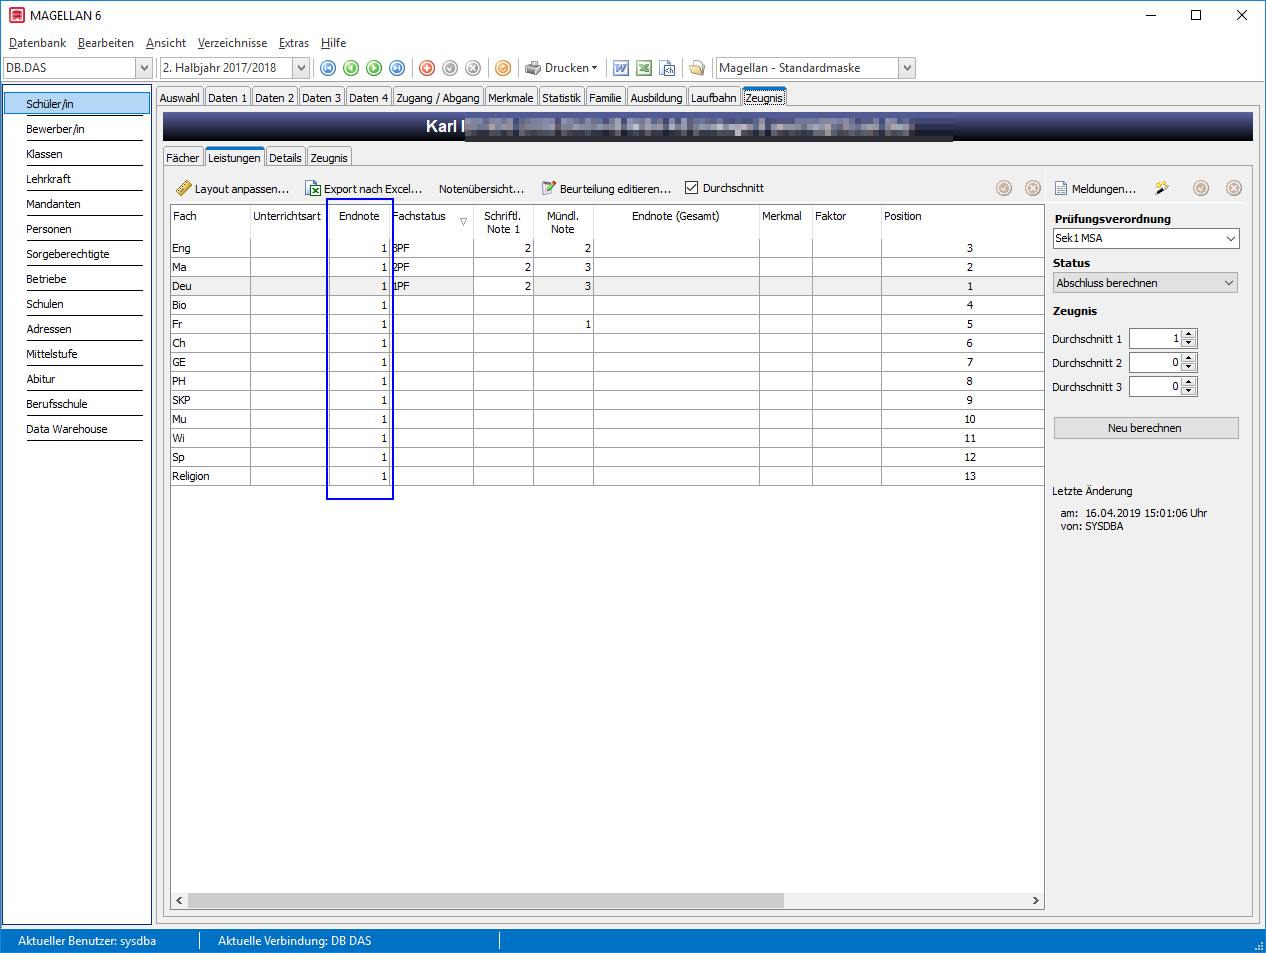 MAGELLAN 6
Datenbank Bearbeiten Ansicht Verzeichnisse Extras Hilfe
DB.DAS 2. Halbjahr 2017/2018 Drucken Magellan - Standardmaske
Schüler/in
Bewerber/in
Klassen
Lehrkraft
Mandanten
Personen
Sorgeberechtigte
Betriebe
Schulen
Adressen
Mittelstufe
Abitur
Berufsschule
Data Warehouse
Auswahl Daten 1 Daten 2 Daten 3 Daten 4 Zugang / Abgang Merkmale Statistik Familie Ausbildung Laufbahn Zeugnis
Karl
Fächer Leistungen Details Zeugnis
Layout anpassen... Export nach Excel... Notenübersicht... Beurteilung editieren... Durchschnitt
Fach Unterrichtsart Endnote Fachstatus Schriftl. Note 1 Mündl. Note Endnote (Gesamt) Merkmal Faktor Position
Eng 1 3PF 2 2 3
Ma 1 2PF 2 3 2
Deu 1 1PF 2 3 1
Bio 1 4
Fr 1 1 5
Ch 1 6
GE 1 7
PH 1 8
SKP 1 9
Mu 1 10
Wi 1 11
Sp 1 12
Religion 1 13
Meldungen...
Prüfungsverordnung
Sek1 MSA
Status
Abschluss berechnen
Zeugnis
Durchschnitt 1 1
Durchschnitt 2 0
Durchschnitt 3 0
Neu berechnen
Letzte Änderung
am: 16.04.2019 15:01:06 Uhr
von: SYSDBA
Aktueller Benutzer: sysdba Aktuelle Verbindung: DB DAS